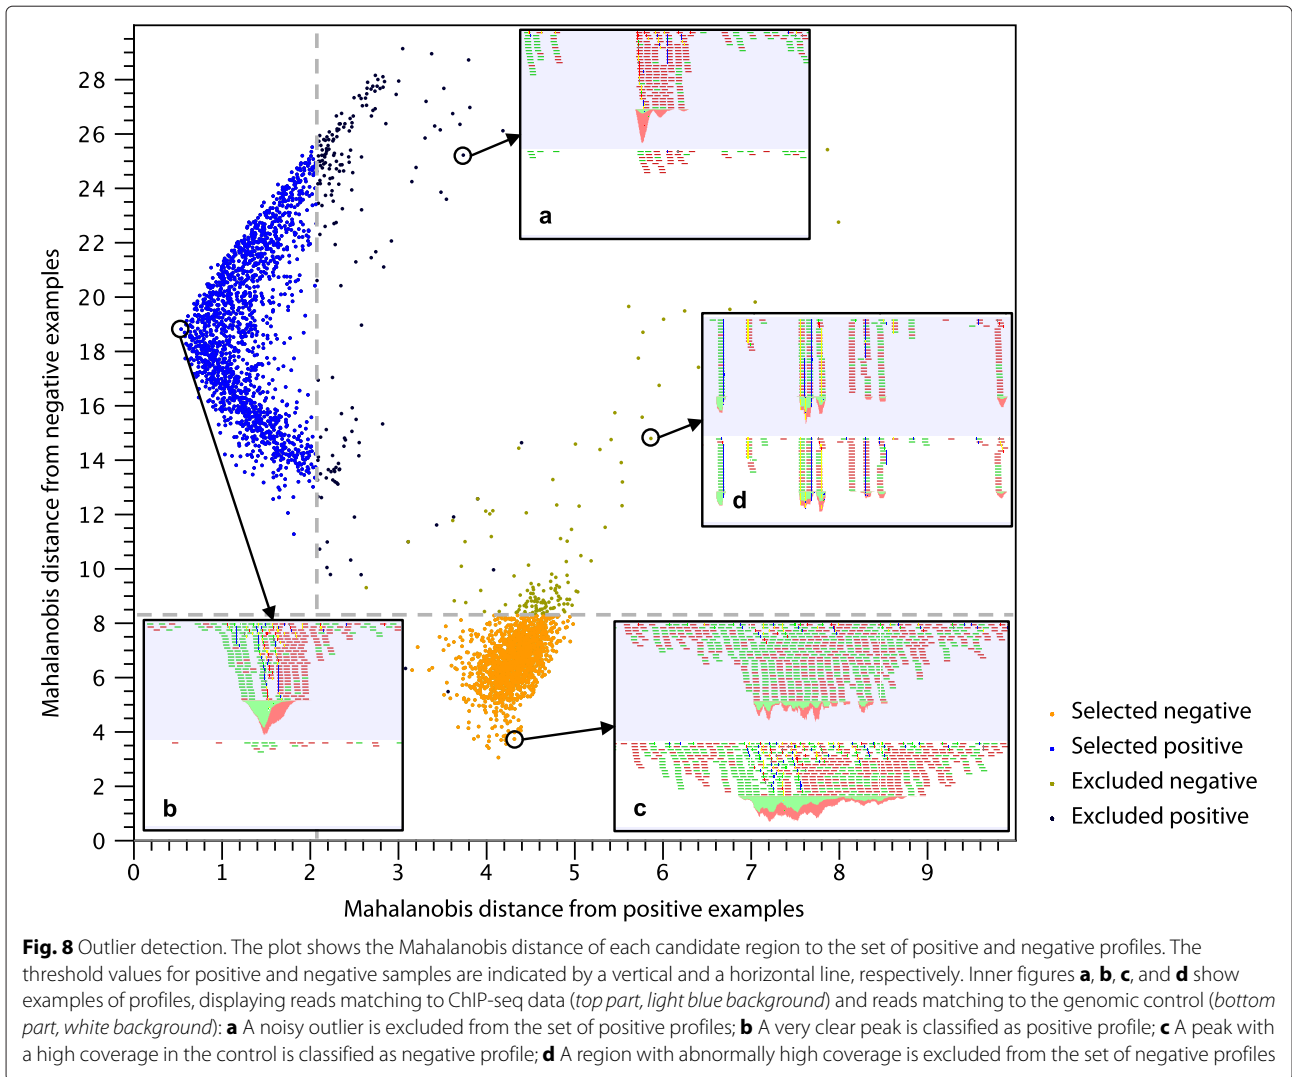 28
26
24
22
20
18
16
14
12
10
8
6
4
2
0
Mahalanobis distance from negative examples
a
d
b
c
0 1 2 3 4 5 6 7 8 9
Mahalanobis distance from positive examples
Selected negative
Selected positive
Excluded negative
Excluded positive
Fig. 8 Outlier detection. The plot shows the Mahalanobis distance of each candidate region to the set of positive and negative profiles. The
threshold values for positive and negative samples are indicated by a vertical and a horizontal line, respectively. Inner figures a, b, c, and d show
examples of profiles, displaying reads matching to ChIP-seq data (top part, light blue background) and reads matching to the genomic control (bottom
part, white background): a A noisy outlier is excluded from the set of positive profiles; b A very clear peak is classified as positive profile; c A peak with
a high coverage in the control is classified as negative profile; d A region with abnormally high coverage is excluded from the set of negative profiles